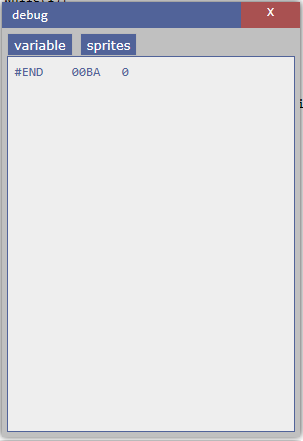 debug
x
variable sprites
#END 00BA 0